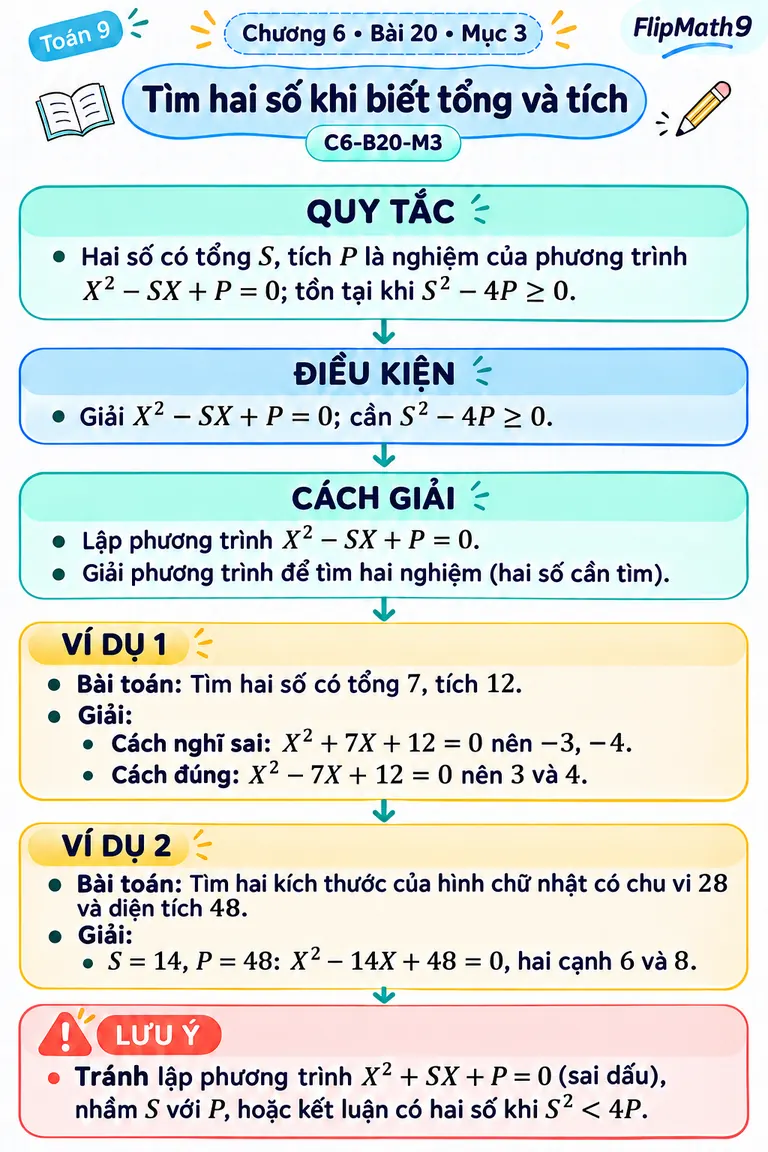 Toán 9
Chương 6 • Bài 20 • Mục 3
FlipMath9
Tìm hai số khi biết tổng và tích
C6-B20-M3
QUY TẮC
• Hai số có tổng S, tích P là nghiệm của phương trình
X² − SX + P = 0; tồn tại khi S² − 4P ≥ 0.
ĐIỀU KIỆN
• Giải X² − SX + P = 0; cần S² − 4P ≥ 0.
CÁCH GIẢI
• Lập phương trình X² − SX + P = 0.
• Giải phương trình để tìm hai nghiệm (hai số cần tìm).
VÍ DỤ 1
• Bài toán: Tìm hai số có tổng 7, tích 12.
• Giải:
• Cách nghĩ sai: X² + 7X + 12 = 0 nên −3, −4.
• Cách đúng: X² − 7X + 12 = 0 nên 3 và 4.
VÍ DỤ 2
• Bài toán: Tìm hai kích thước của hình chữ nhật có chu vi 28
và diện tích 48.
• Giải:
• S = 14, P = 48: X² − 14X + 48 = 0, hai cạnh 6 và 8.
LƯU Ý
• Tránh lập phương trình X² + SX + P = 0 (sai dấu),
nhầm S với P, hoặc kết luận có hai số khi S² < 4P.